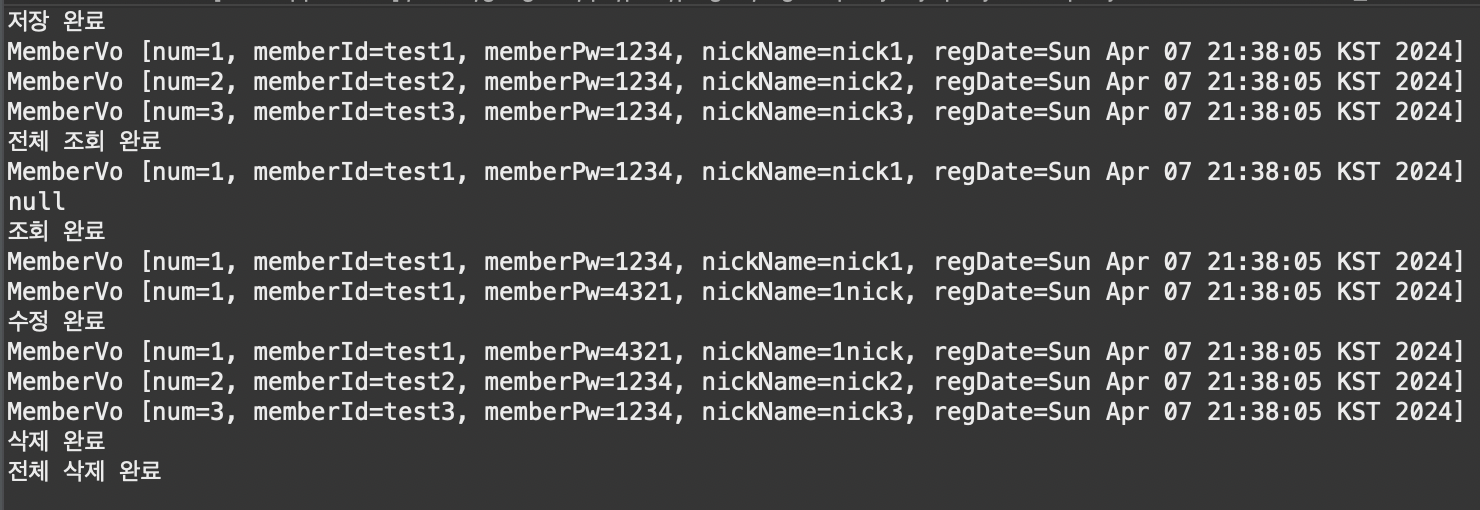 저장 완료
MemberVo [num=1, memberId=test1, memberPw=1234, nickName=nick1, regDate=Sun Apr 07 21:38:05 KST 2024]
MemberVo [num=2, memberId=test2, memberPw=1234, nickName=nick2, regDate=Sun Apr 07 21:38:05 KST 2024]
MemberVo [num=3, memberId=test3, memberPw=1234, nickName=nick3, regDate=Sun Apr 07 21:38:05 KST 2024]
전체 조회 완료
MemberVo [num=1, memberId=test1, memberPw=1234, nickName=nick1, regDate=Sun Apr 07 21:38:05 KST 2024]
null
조회 완료
MemberVo [num=1, memberId=test1, memberPw=1234, nickName=nick1, regDate=Sun Apr 07 21:38:05 KST 2024]
MemberVo [num=1, memberId=test1, memberPw=4321, nickName=1nick, regDate=Sun Apr 07 21:38:05 KST 2024]
수정 완료
MemberVo [num=1, memberId=test1, memberPw=4321, nickName=1nick, regDate=Sun Apr 07 21:38:05 KST 2024]
MemberVo [num=2, memberId=test2, memberPw=1234, nickName=nick2, regDate=Sun Apr 07 21:38:05 KST 2024]
MemberVo [num=3, memberId=test3, memberPw=1234, nickName=nick3, regDate=Sun Apr 07 21:38:05 KST 2024]
삭제 완료
전체 삭제 완료